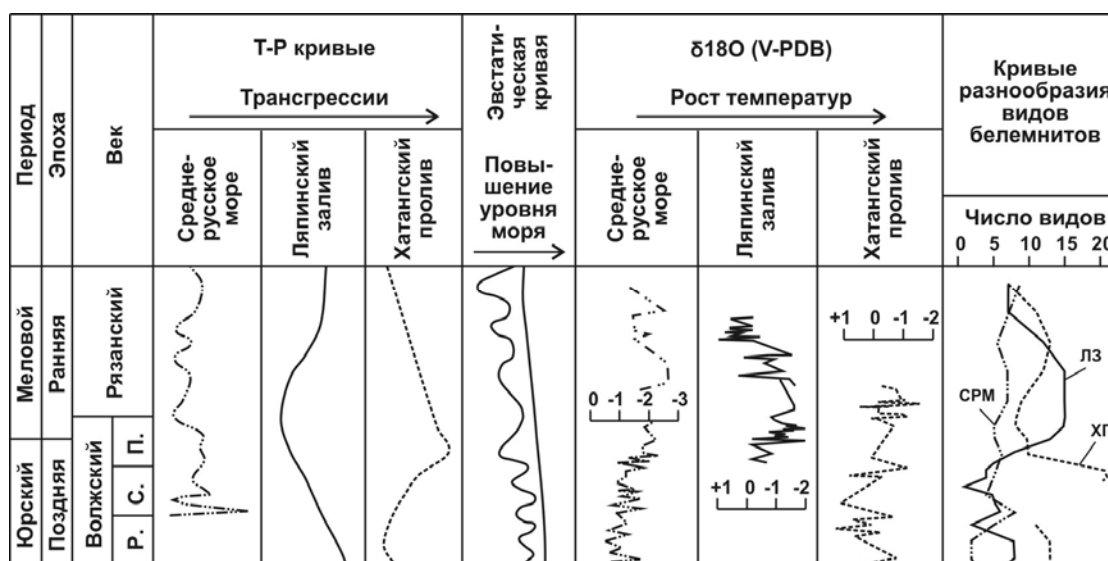 Период
Эпоха
Век
Т-Р кривые
Трансгрессии
Средне-
русское
море
Ляпинский
залив
Хатангский
пролив
Эвстати-
ческая
кривая
Повы-
шение
уровня
моря
δ18O (V-PDB)
Рост температур
Средне-
русское
море
Ляпинский
залив
Хатангский
пролив
Кривые
разнообразия
видов
белемнитов
Число видов
0 5 10 15 20
Меловой
Ранняя
Рязанский
Юрский
Поздняя
Волжский
П.
С.
Р.
0 -1 -2 -3
+1 0 -1 -2
+1 0 -1 -2
ЛЗ
СРМ
ХП